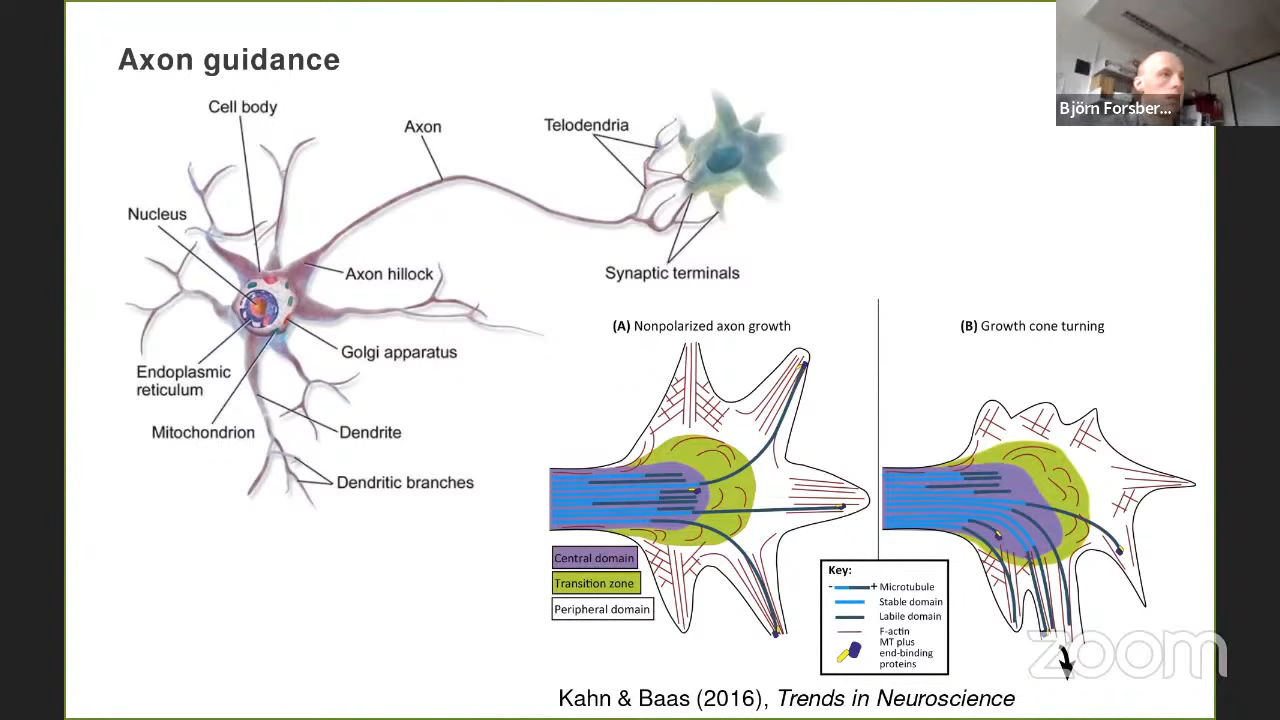 Axon guidance
Björn Forsber...
Cell body
Axon
Telodendria
Nucleus
Axon hillock
Synaptic terminals
Golgi apparatus
Endoplasmic
reticulum
Mitochondrion
Dendrite
Dendritic branches
(A) Nonpolarized axon growth
(B) Growth cone turning
Central domain
Transition zone
Peripheral domain
Key:
- + Microtubule
Stable domain
Labile domain
F-actin
MT plus
end-binding
proteins
zoom
Kahn & Baas (2016), Trends in Neuroscience